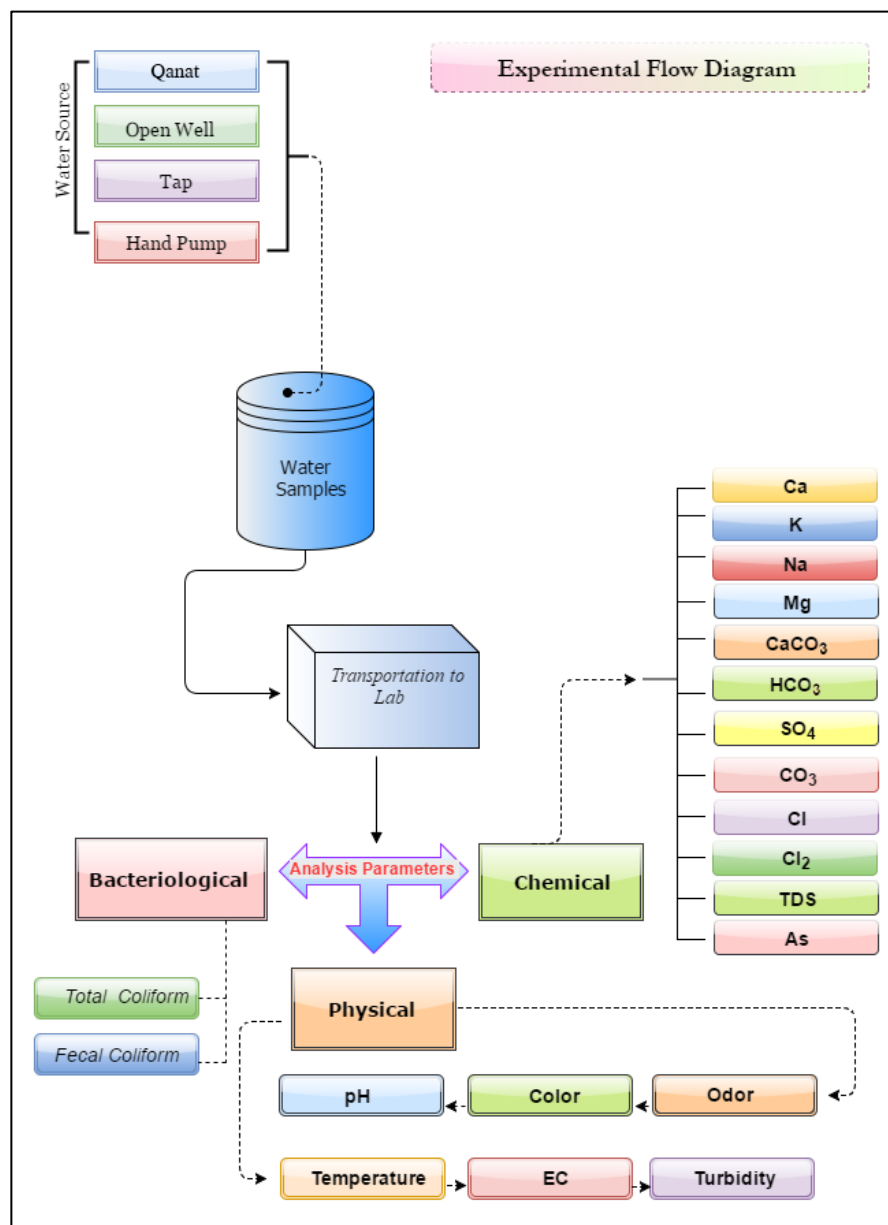 Experimental Flow Diagram
Water Source
Qanat
Open Well
Tap
Hand Pump
Water
Samples
Transportation to
Lab
Analysis Parameters
Bacteriological
Total Coliform
Fecal Coliform
Chemical
Ca
K
Na
Mg
CaCO₃
HCO₃
SO₄
CO₃
Cl
Cl₂
TDS
As
Physical
pH
Color
Odor
Temperature
EC
Turbidity